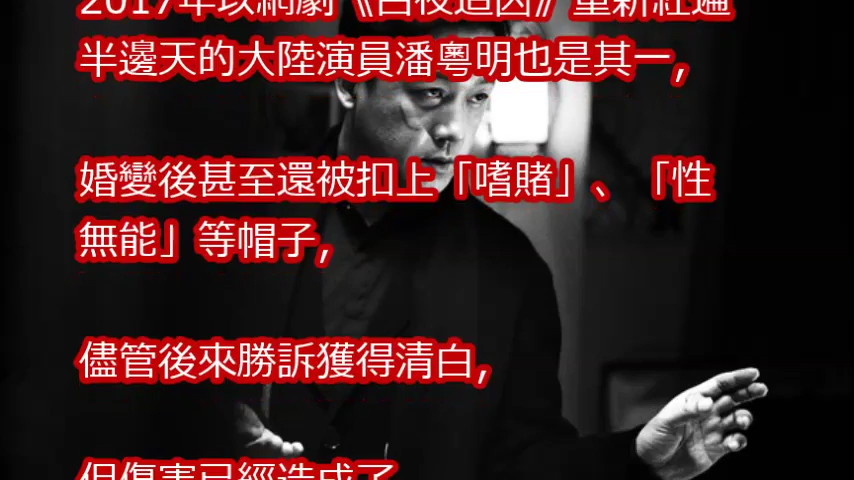 2017年以網劇《白夜追凶》重新紅遍
半邊天的大陸演員潘粵明也是其一,
婚變後甚至還被扣上「嗜賭」、「性
無能」等帽子,
儘管後來勝訴獲得清白,
但傷害已經造成了